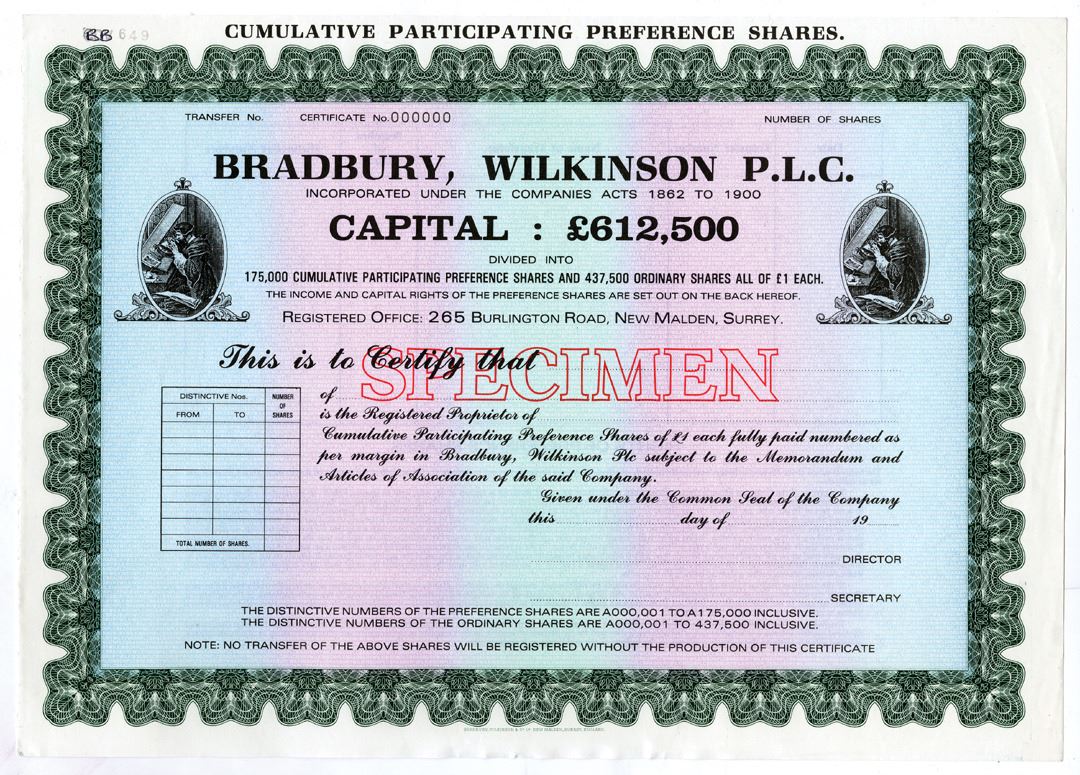 BB 649
CUMULATIVE PARTICIPATING PREFERENCE SHARES.
TRANSFER No. CERTIFICATE No. 000000 NUMBER OF SHARES
BRADBURY, WILKINSON P.L.C.
INCORPORATED UNDER THE COMPANIES ACTS 1862 TO 1900
CAPITAL : £612,500
DIVIDED INTO
175,000 CUMULATIVE PARTICIPATING PREFERENCE SHARES AND 437,500 ORDINARY SHARES ALL OF £1 EACH.
THE INCOME AND CAPITAL RIGHTS OF THE PREFERENCE SHARES ARE SET OUT ON THE BACK HEREOF.
REGISTERED OFFICE: 265 BURLINGTON ROAD, NEW MALDEN, SURREY.
This is to Certify that
SPECIMEN
of
is the Registered Proprietor of
Cumulative Participating Preference Shares of £1 each fully paid numbered as
per margin in Bradbury, Wilkinson Plc subject to the Memorandum and
Articles of Association of the said Company.
DISTINCTIVE Nos. NUMBER OF SHARES
FROM TO
TOTAL NUMBER OF SHARES.
Given under the Common Seal of the Company
this day of 19
DIRECTOR
SECRETARY
THE DISTINCTIVE NUMBERS OF THE PREFERENCE SHARES ARE A000,001 TO A175,000 INCLUSIVE.
THE DISTINCTIVE NUMBERS OF THE ORDINARY SHARES ARE A000,001 TO 437,500 INCLUSIVE.
NOTE: NO TRANSFER OF THE ABOVE SHARES WILL BE REGISTERED WITHOUT THE PRODUCTION OF THIS CERTIFICATE
BRADBURY, WILKINSON & Co. Ld. NEW MALDEN, SURREY, ENGLAND.